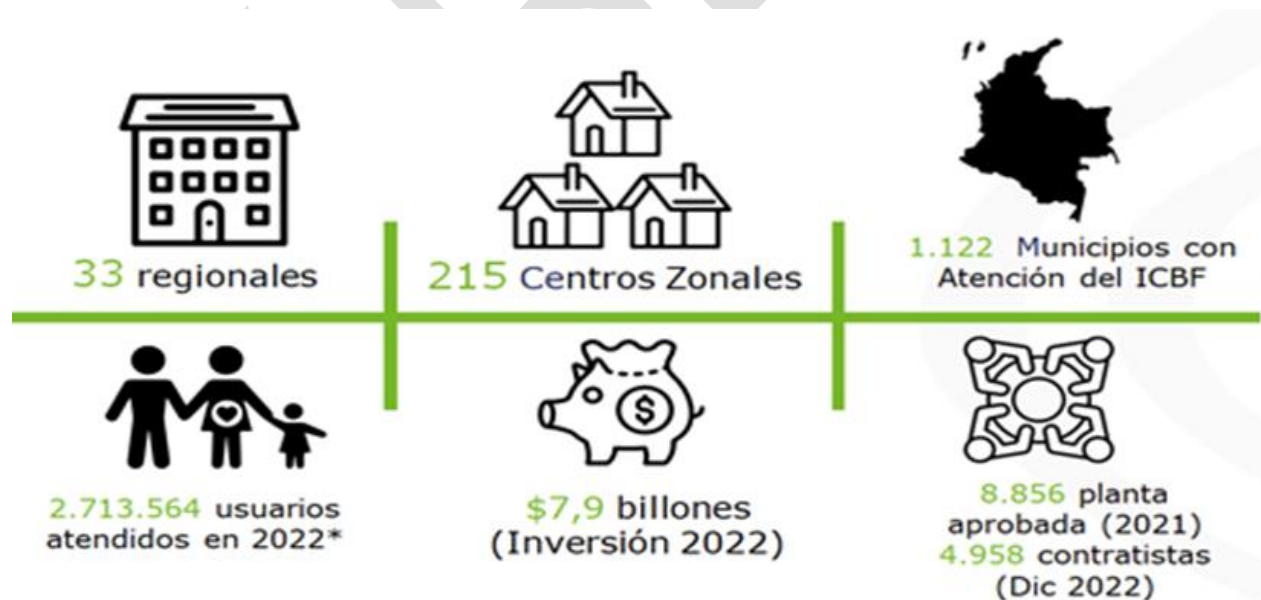 33 regionales
215 Centros Zonales
1.122 Municipios con
Atención del ICBF
2.713.564 usuarios
atendidos en 2022*
$
$7,9 billones
(Inversión 2022)
8.856 planta
aprobada (2021)
4.958 contratistas
(Dic 2022)